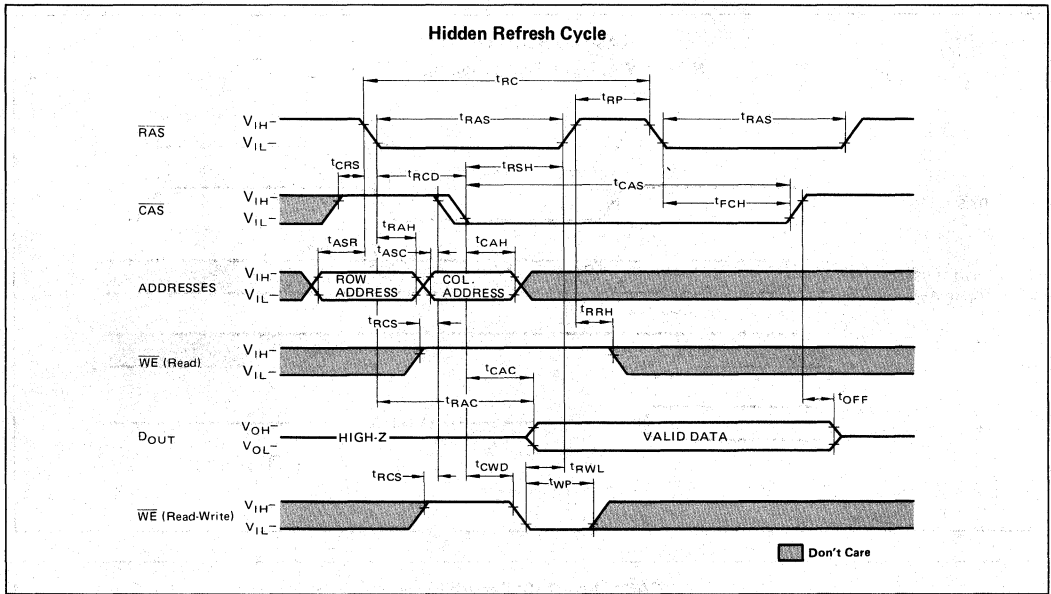 Hidden Refresh Cycle
tRC
tRP
RAS
VIH
VIL
tRAS
tRAS
tCRS
tRCD
tRSH
tCAS
CAS
VIH
VIL
tFCH
tRAH
tASR
tASC
tCAH
ADDRESSES
VIH
VIL
ROW ADDRESS
COL. ADDRESS
tRCS
tRRH
WE (Read)
VIH
VIL
tCAC
tRAC
tOFF
DOUT
VOH
VOL
HIGH-Z
VALID DATA
tRCS
tCWD
tRWL
tWP
WE (Read-Write)
VIH
VIL
Don't Care